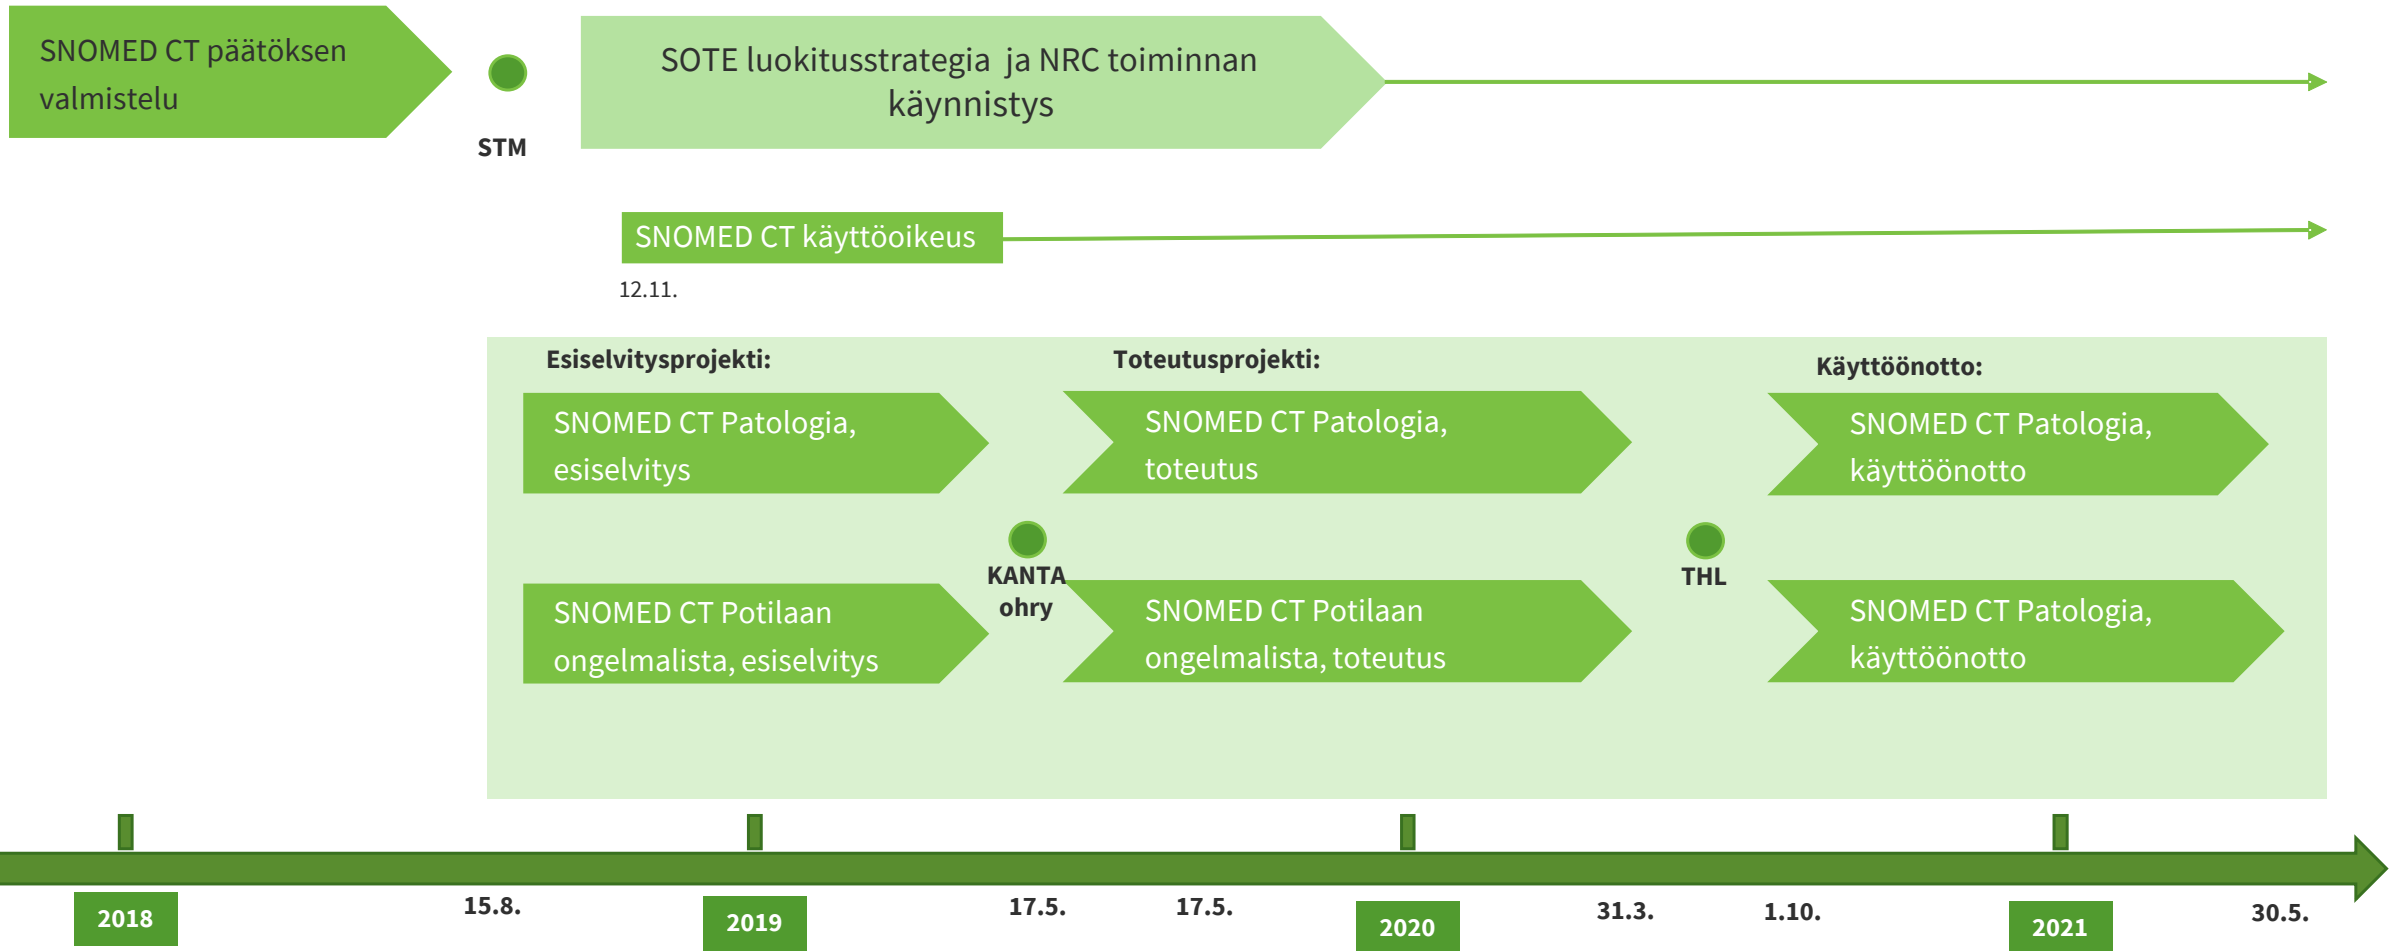 SNOMED CT päätöksen
valmistelu
STM
SOTE luokitusstrategia ja NRC toiminnan
käynnistys
SNOMED CT käyttöoikeus
12.11.
Esiselvitysprojekti:
Toteutusprojekti:
Käyttöönotto:
SNOMED CT Patologia,
esiselvitys
SNOMED CT Patologia,
toteutus
SNOMED CT Patologia,
käyttöönotto
KANTA
ohry
THL
SNOMED CT Potilaan
ongelmalista, esiselvitys
SNOMED CT Potilaan
ongelmalista, toteutus
SNOMED CT Patologia,
käyttöönotto
2018
15.8.
2019
17.5.
17.5.
2020
31.3.
1.10.
2021
30.5.